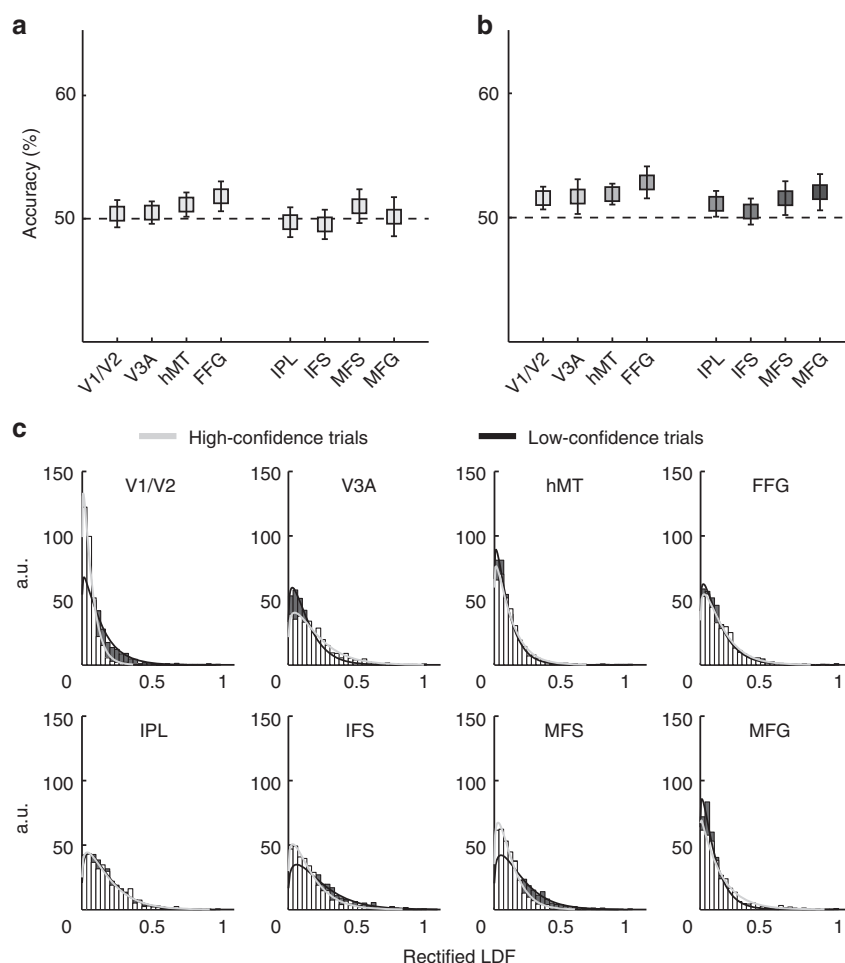 a
b
Accuracy (%)
60
50
V1/V2 V3A hMT FFG IPL IFS MFS MFG
60
50
V1/V2 V3A hMT FFG IPL IFS MFS MFG
c
High-confidence trials Low-confidence trials
V1/V2 V3A hMT FFG
a.u.
150 150 150 150
100 100 100 100
50 50 50 50
0 0.5 1 0 0.5 1 0 0.5 1 0 0.5 1
IPL IFS MFS MFG
a.u.
150 150 150 150
100 100 100 100
50 50 50 50
0 0.5 1 0 0.5 1 0 0.5 1 0 0.5 1
Rectified LDF